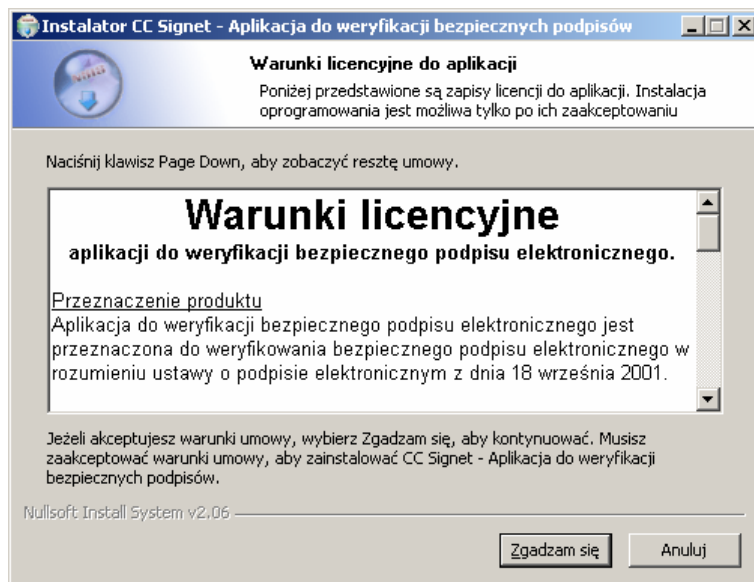 Instalator CC Signet - Aplikacja do weryfikacji bezpiecznych podpisów
Warunki licencyjne do aplikacji
Poniżej przedstawione są zapisy licencji do aplikacji. Instalacja
oprogramowania jest możliwa tylko po ich zaakceptowaniu
Naciśnij klawisz Page Down, aby zobaczyć resztę umowy.
Warunki licencyjne
aplikacji do weryfikacji bezpiecznego podpisu elektronicznego.
Przeznaczenie produktu
Aplikacja do weryfikacji bezpiecznego podpisu elektronicznego jest
przeznaczona do weryfikowania bezpiecznego podpisu elektronicznego w
rozumieniu ustawy o podpisie elektronicznym z dnia 18 września 2001.
Jeżeli akceptujesz warunki umowy, wybierz Zgadzam się, aby kontynuować. Musisz
zaakceptować warunki umowy, aby zainstalować CC Signet - Aplikacja do weryfikacji
bezpiecznych podpisów.
Nullsoft Install System v2.06
Zgadzam się
Anuluj